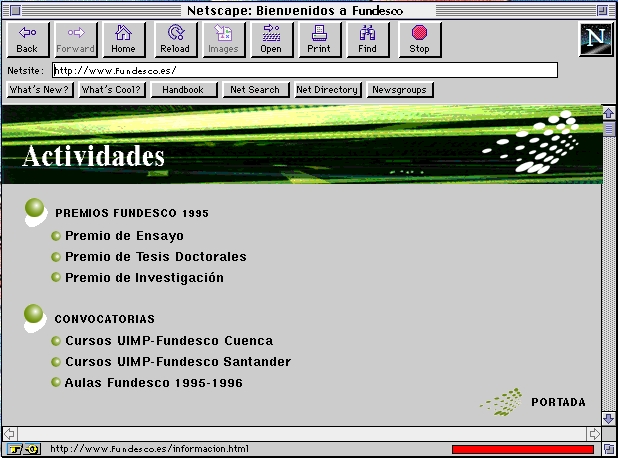 Netscape: Bienvenidos a Fundesco
Back Forward Home Reload Images Open Print Find Stop
N
Netsite: http://www.fundesco.es/
What's New? What's Cool? Handbook Net Search Net Directory Newsgroups
Actividades
PREMIOS FUNDESCO 1995
Premio de Ensayo
Premio de Tesis Doctorales
Premio de Investigación
CONVOCATORIAS
Cursos UIMP-Fundesco Cuenca
Cursos UIMP-Fundesco Santander
Aulas Fundesco 1995-1996
PORTADA
http://www.fundesco.es/informacion.html